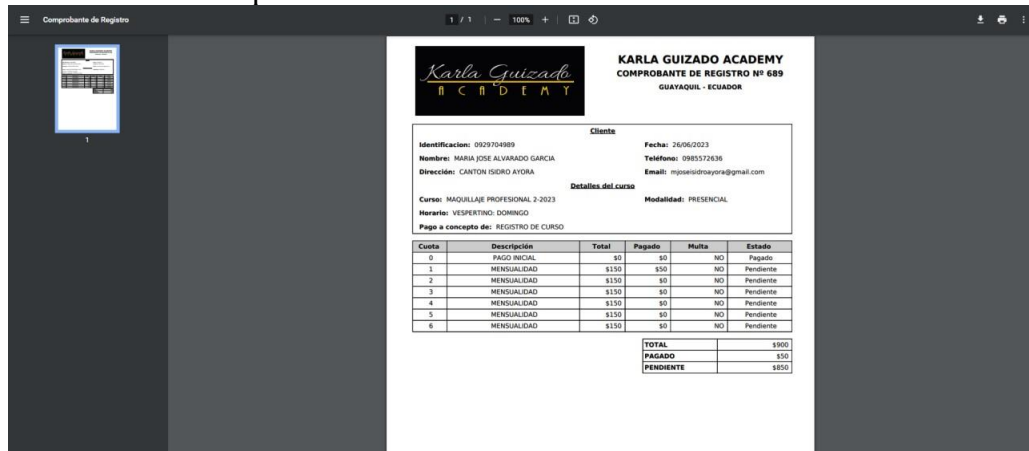 Comprobante de Registro
1 / 1
100%
1
Karla Guizado
ACADEMY
KARLA GUIZADO ACADEMY
COMPROBANTE DE REGISTRO Nº 689
GUAYAQUIL - ECUADOR
Cliente
Identificacion: 0929704989 Fecha: 26/06/2023
Nombre: MARIA JOSE ALVARADO GARCIA Teléfono: 0985572636
Dirección: CANTON ISIDRO AYORA Email: mjoseisidroayora@gmail.com
Detalles del curso
Curso: MAQUILLAJE PROFESIONAL 2-2023 Modalidad: PRESENCIAL
Horario: VESPERTINO: DOMINGO
Pago a concepto de: REGISTRO DE CURSO
Cuota Descripción Total Pagado Multa Estado
0 PAGO INICIAL $0 $0 NO Pagado
1 MENSUALIDAD $150 $50 NO Pendiente
2 MENSUALIDAD $150 $0 NO Pendiente
3 MENSUALIDAD $150 $0 NO Pendiente
4 MENSUALIDAD $150 $0 NO Pendiente
5 MENSUALIDAD $150 $0 NO Pendiente
6 MENSUALIDAD $150 $0 NO Pendiente
TOTAL $900
PAGADO $50
PENDIENTE $850